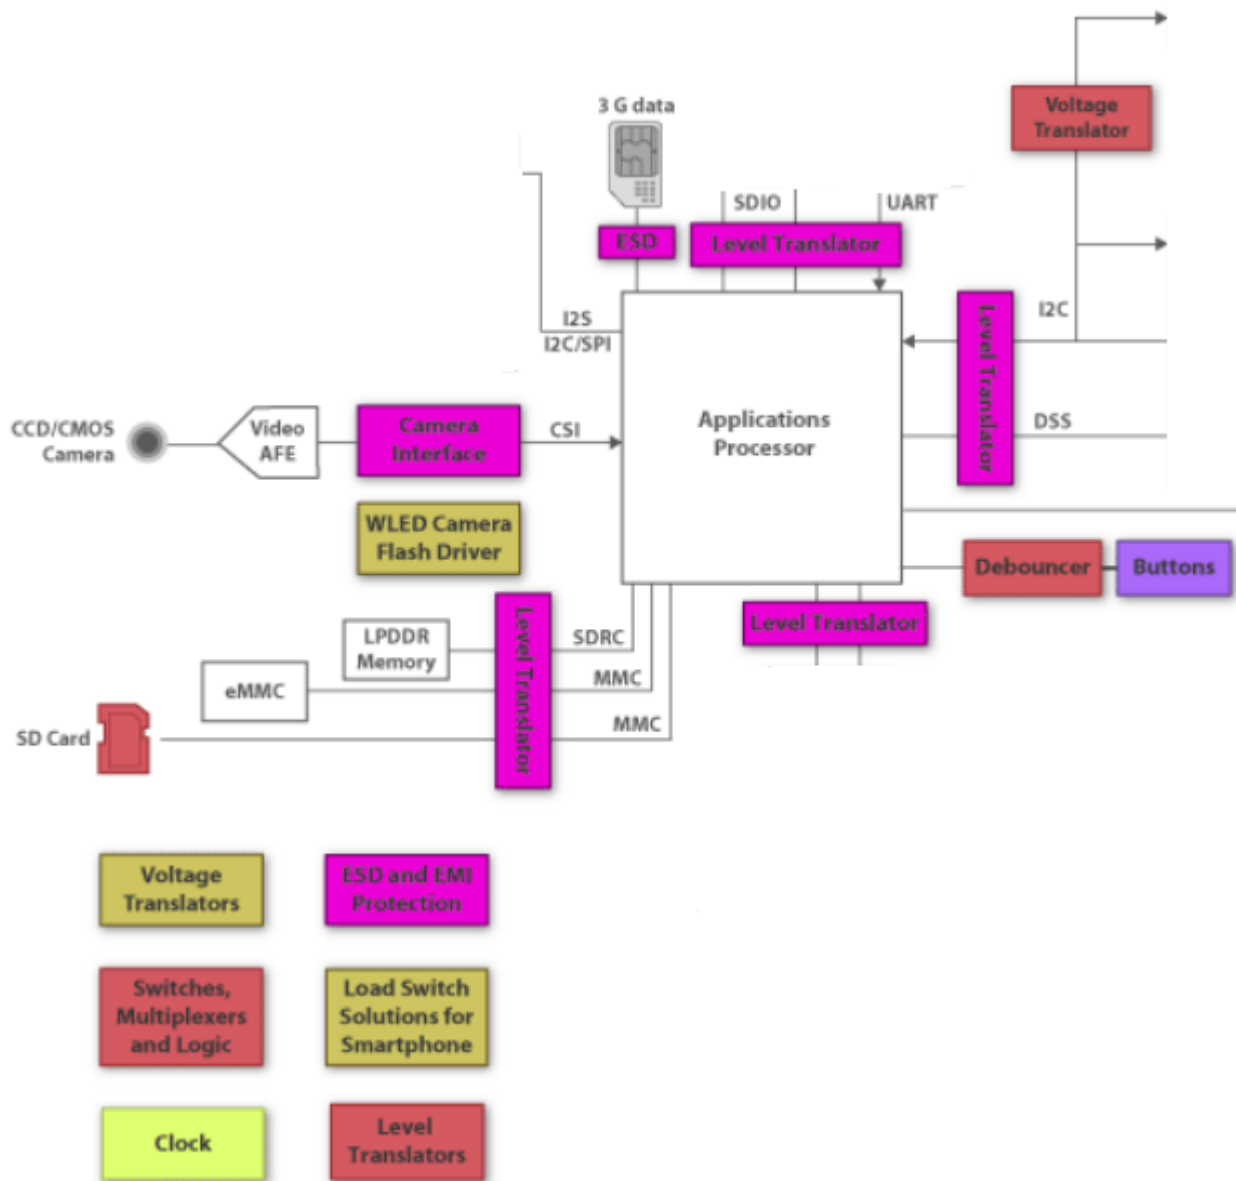 3 G data
Voltage
Translator
SDIO
UART
ESD
Level Translator
I2S
I2C/SPI
Level Translator
I2C
CCD/CMOS
Camera
Video
AFE
Camera
Interface
CSI
Applications
Processor
DSS
WLED Camera
Flash Driver
Debouncer
Buttons
LPDDR
Memory
Level Translator
SDRC
Level Translator
eMMC
MMC
SD Card
MMC
Voltage
Translators
ESD and EMI
Protection
Switches,
Multiplexers
and Logic
Load Switch
Solutions for
Smartphone
Clock
Level
Translators